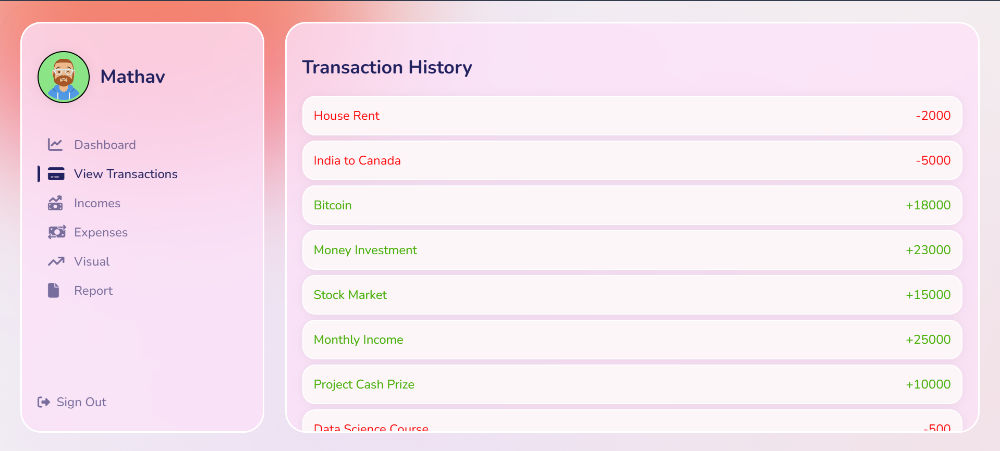 Mathav
Dashboard
View Transactions
Incomes
Expenses
Visual
Report
Sign Out
Transaction History
House Rent -2000
India to Canada -5000
Bitcoin +18000
Money Investment +23000
Stock Market +15000
Monthly Income +25000
Project Cash Prize +10000
Data Science Course -500